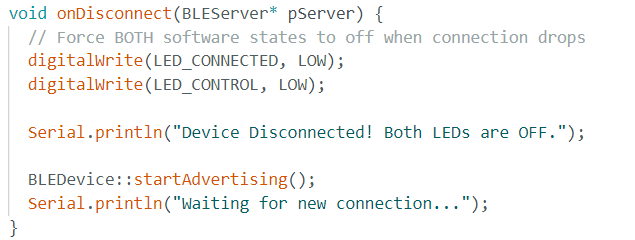 void onDisconnect(BLEServer* pServer) {
// Force BOTH software states to off when connection drops
digitalWrite(LED_CONNECTED, LOW);
digitalWrite(LED_CONTROL, LOW);
Serial.println("Device Disconnected! Both LEDs are OFF.");
BLEDevice::startAdvertising();
Serial.println("Waiting for new connection...");
}